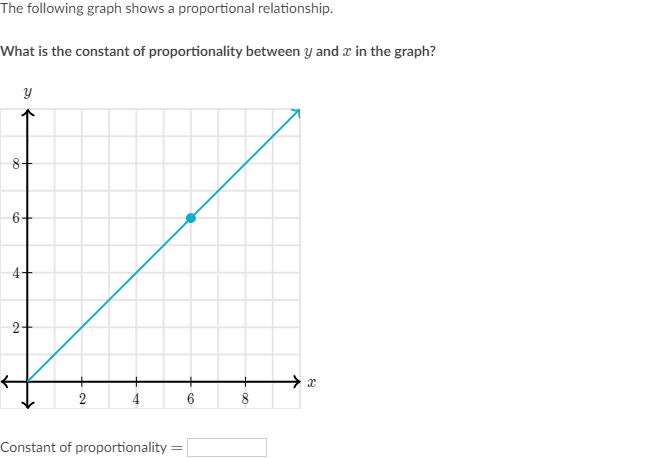 The following graph shows a proportional relationship.
What is the constant of proportionality between y and x in the graph?
y
8
6
4
2
x
2 4 6 8
Constant of proportionality =